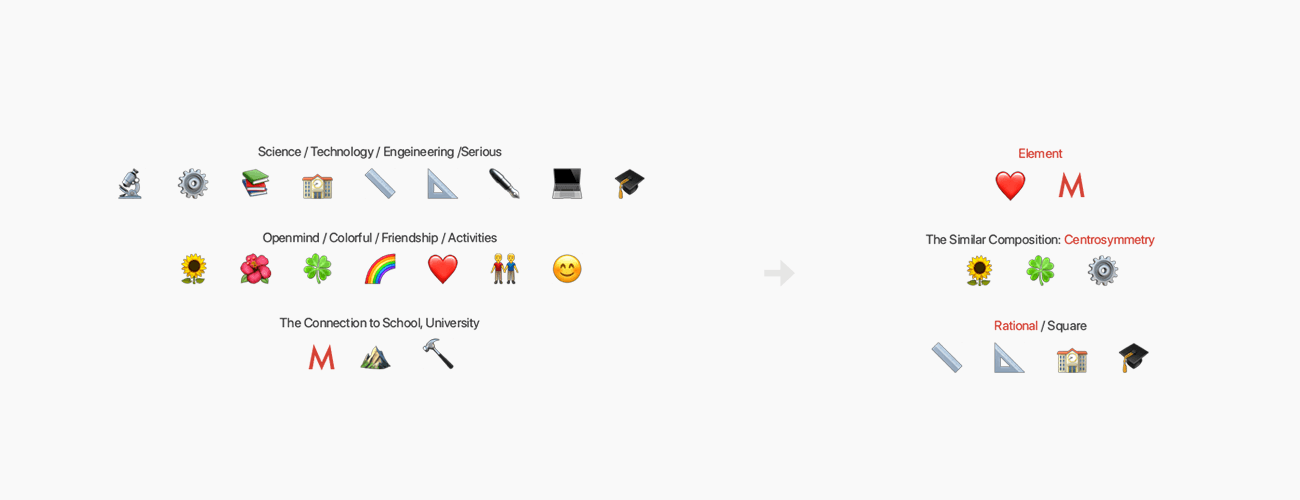 Science / Technology / Engeineering /Serious
Openmind / Colorful / Friendship / Activities
The Connection to School, University
M
Element
M
The Similar Composition: Centrosymmetry
Rational / Square